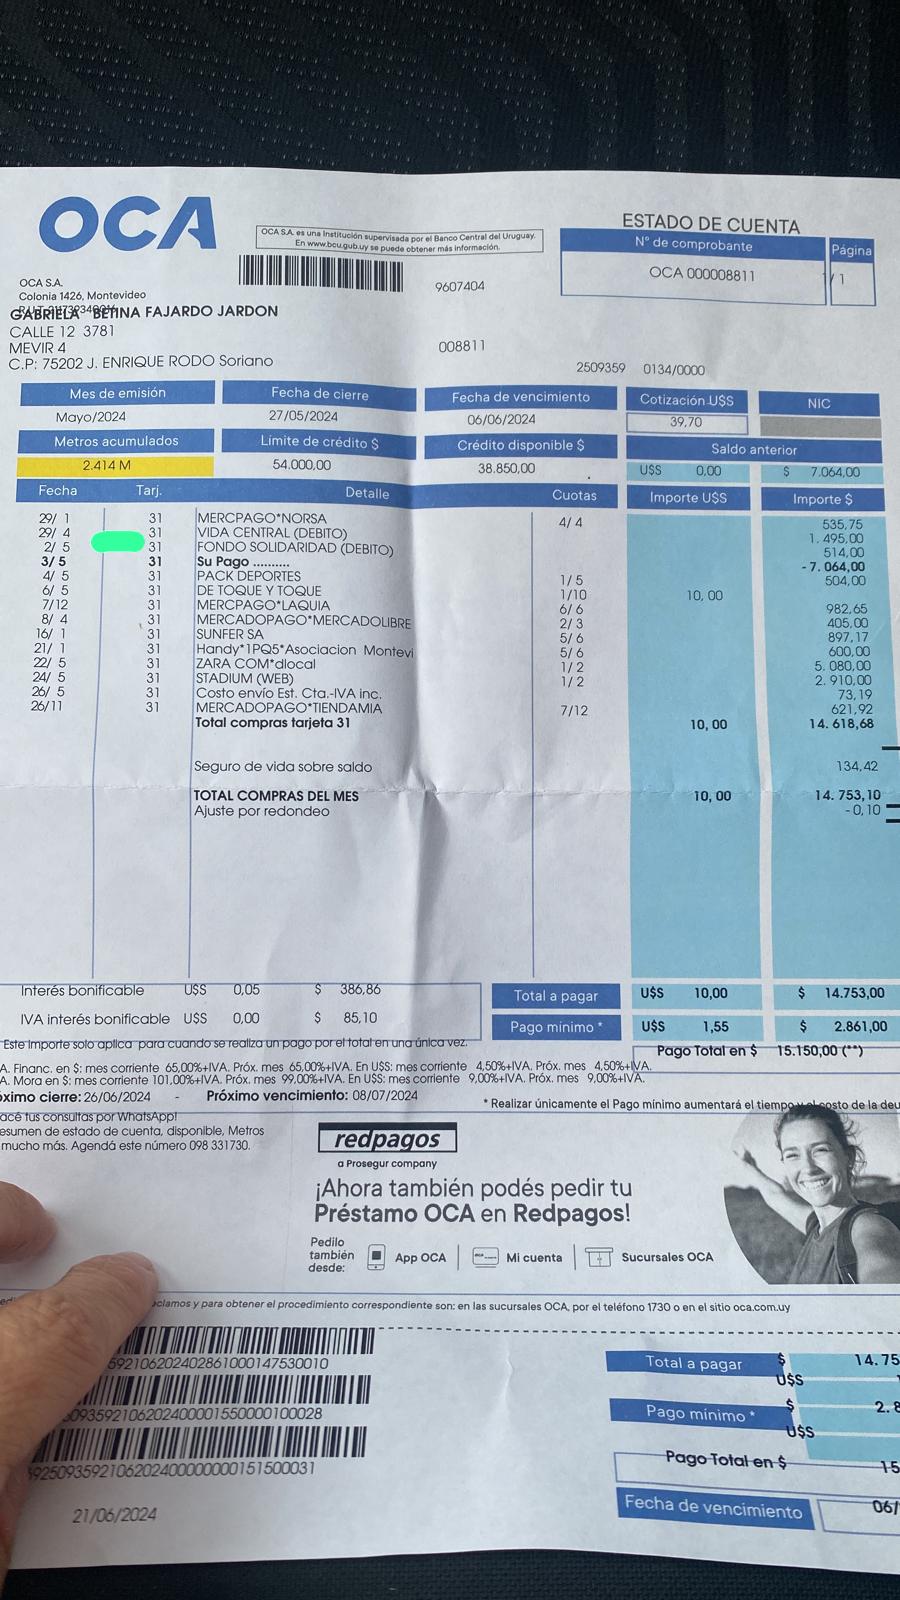 OCA
OCA S.A. es una Institución supervisada por el Banco Central del Uruguay.
En www.bcu.gub.uy se puede obtener más información.
ESTADO DE CUENTA
Nº de comprobante Página
OCA 000008811 1/ 1
9607404
OCA S.A.
Colonia 1426, Montevideo
GABRIELA BETINA FAJARDO JARDON
CALLE 12 3781
MEVIR 4
C.P: 75202 J. ENRIQUE RODO Soriano
008811
2509359 0134/0000
Mes de emisión Fecha de cierre Fecha de vencimiento Cotización U$S NIC
Mayo/2024 27/05/2024 06/06/2024 39,70
Metros acumulados Límite de crédito $ Crédito disponible $ Saldo anterior
2.414 M 54.000,00 38.850,00 U$S 0,00 $ 7.064,00
Fecha Tarj. Detalle Cuotas Importe U$S Importe $
29/ 1 31 MERCPAGO*NORSA 4/ 4 535,75
29/ 4 31 VIDA CENTRAL (DEBITO) 1. 495,00
2/ 5 31 FONDO SOLIDARIDAD (DEBITO) 514,00
3/ 5 31 Su Pago .......... - 7. 064,00
4/ 5 31 PACK DEPORTES 1/ 5 504,00
6/ 5 31 DE TOQUE Y TOQUE 1/10 10, 00
7/12 31 MERCPAGO*LAQUIA 6/ 6 982,65
8/ 4 31 MERCADOPAGO*MERCADOLIBRE 2/ 3 405,00
16/ 1 31 SUNFER SA 5/ 6 897,17
21/ 1 31 Handy*1PQ5*Asociacion Montevi 5/ 6 600,00
22/ 5 31 ZARA COM*dlocal 1/ 2 5. 080,00
24/ 5 31 STADIUM (WEB) 1/ 2 2. 910,00
26/ 5 31 Costo envío Est. Cta.-IVA inc. 73,19
26/11 31 MERCADOPAGO*TIENDAMIA 7/12 621,92
Total compras tarjeta 31 10, 00 14. 618,68
Seguro de vida sobre saldo 134,42
TOTAL COMPRAS DEL MES 10, 00 14. 753,10
Ajuste por redondeo - 0,10
Interés bonificable U$S 0,05 $ 386,86
IVA interés bonificable U$S 0,00 $ 85,10
Total a pagar U$S 10,00 $ 14.753,00
Pago mínimo * U$S 1,55 $ 2.861,00
Este importe solo aplica para cuando se realiza un pago por el total en una única vez.
Pago Total en $ 15.150,00 (**)
A. Financ. en $: mes corriente 65,00%+IVA. Próx. mes 65,00%+IVA. En U$S: mes corriente 4,50%+IVA. Próx. mes 4,50%+IVA.
A. Mora en $: mes corriente 101,00%+IVA. Próx. mes 99,00%+IVA. En U$S: mes corriente 9,00%+IVA. Próx. mes 9,00%+IVA.
óximo cierre: 26/06/2024 - Próximo vencimiento: 08/07/2024
* Realizar únicamente el Pago mínimo aumentará el tiempo y el costo de la deu
acé tus consultas por WhatsApp!
esumen de estado de cuenta, disponible, Metros
mucho más. Agendá este número 098 331730.
redpagos
a Prosegur company
¡Ahora también podés pedir tu
Préstamo OCA en Redpagos!
Pedilo
también
desde:
App OCA Mi cuenta Sucursales OCA
clamos y para obtener el procedimiento correspondiente son: en las sucursales OCA, por el teléfono 1730 o en el sitio oca.com.uy
592106202402861000147530010
5093592106202400001550000100028
5925093592106202400000000151500031
21/06/2024
Total a pagar $ 14.75
U$S
Pago mínimo * $ 2.8
U$S
Pago Total en $ 15
Fecha de vencimiento 06/